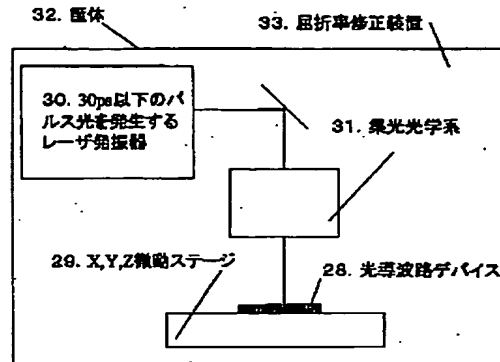 32. 筐体
33. 屈折率修正装置
30. 30ps以下のパ
ルス光を発生する
レーザ発振器
31. 集光光学系
29. X,Y,Z微動ステージ
28. 光導波路デバイス